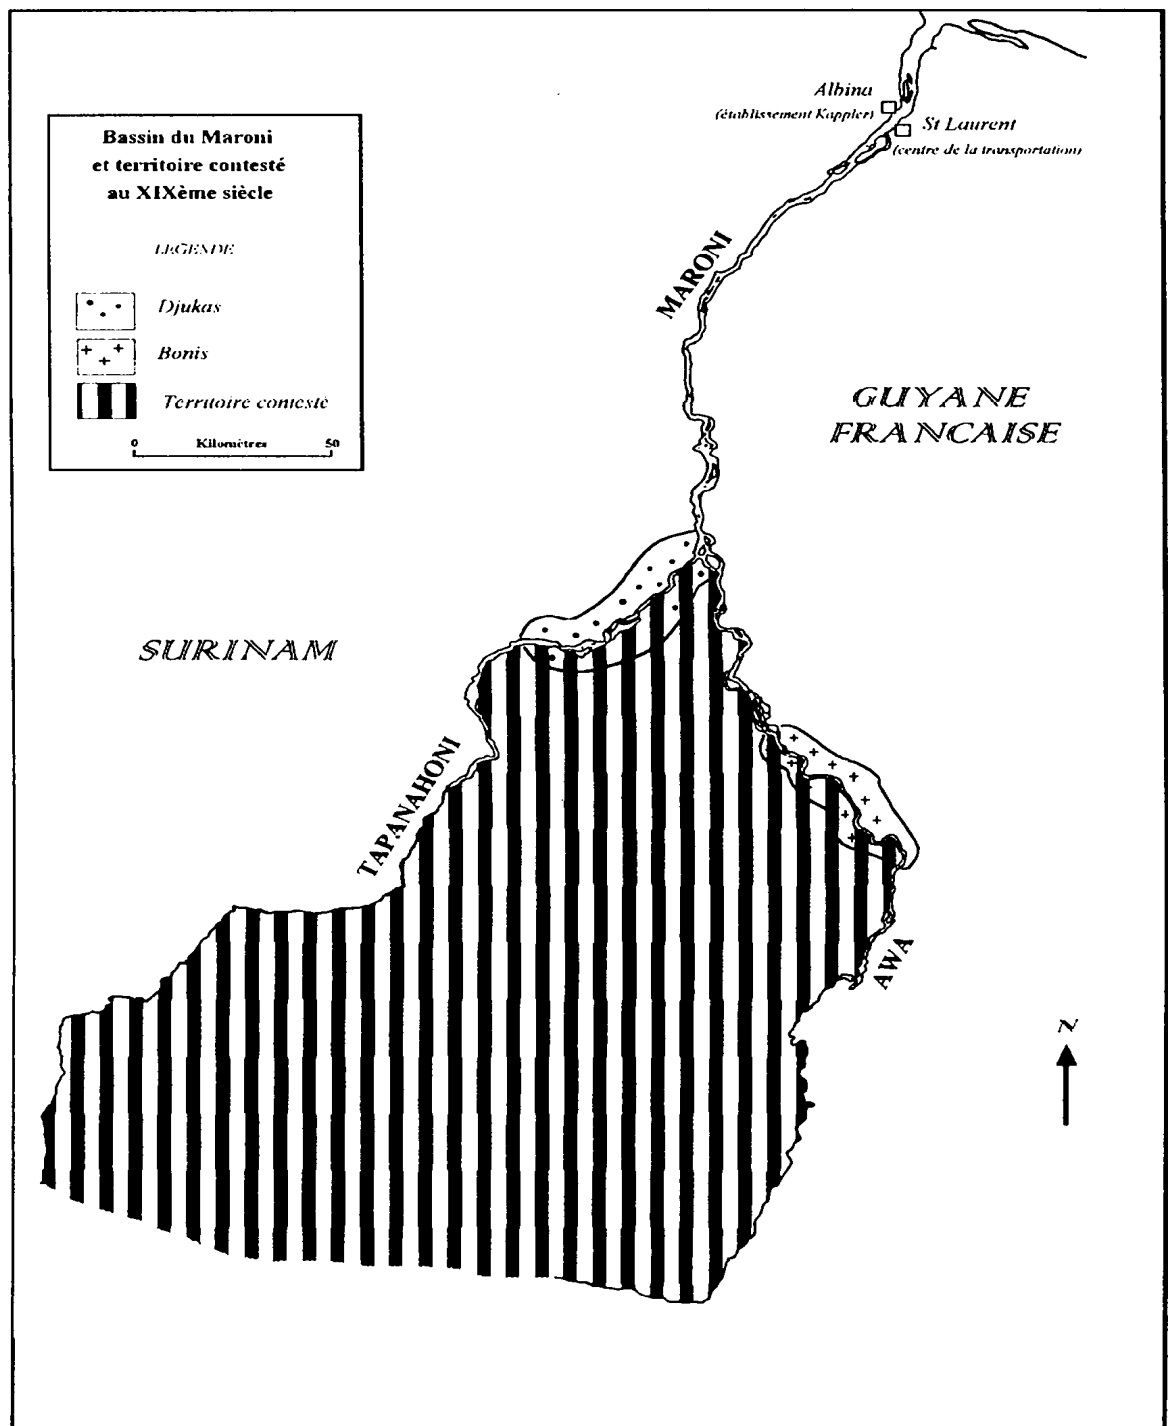 Albina
(établissement Kappler)
St Laurent
(centre de la transportation)
Bassin du Maroni
et territoire contesté
au XIXème siècle
LEGENDE
Djukas
Bonis
Territoire contesté
0 Kilomètres 50
MARONI
GUYANE
FRANCAISE
SURINAM
TAPANAHONI
AWA
N